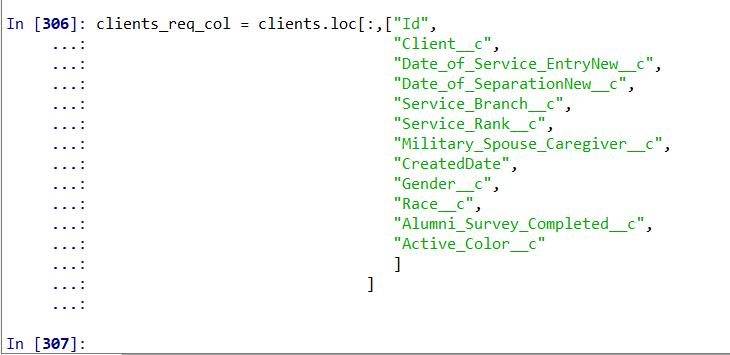 In [306]: clients_req_col = clients.loc[:,["Id",
...: "Client__c",
...: "Date_of_Service_EntryNew__c",
...: "Date_of_SeparationNew__c",
...: "Service_Branch__c",
...: "Service_Rank__c",
...: "Military_Spouse_Caregiver__c",
...: "CreatedDate",
...: "Gender__c",
...: "Race__c",
...: "Alumni_Survey_Completed__c",
...: "Active_Color__c"
...: ]
...: ]
...:
In [307]: